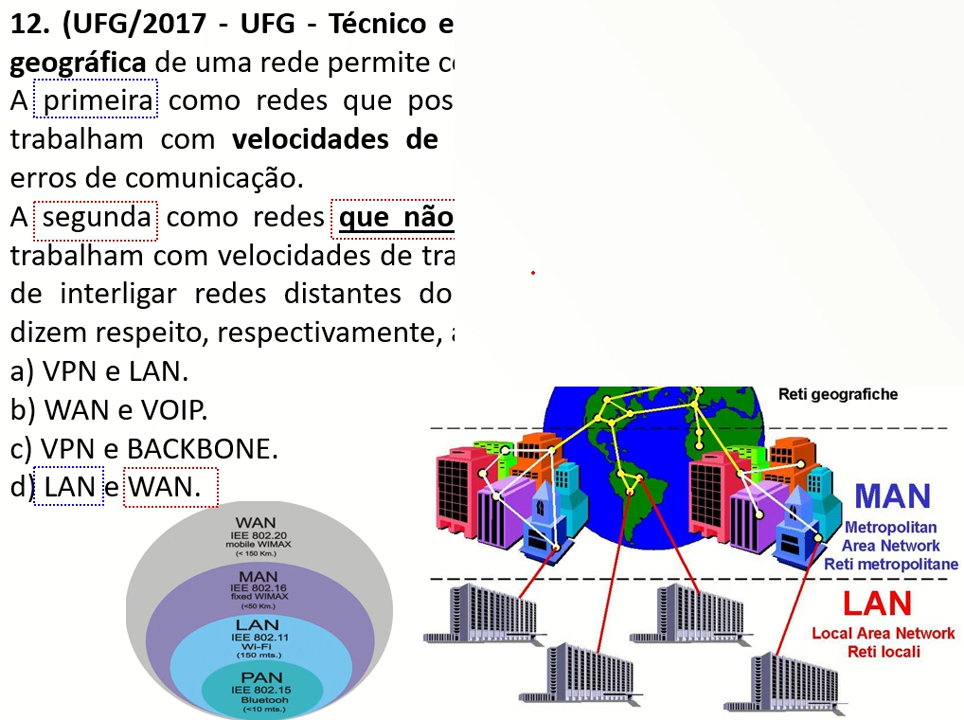 12. (UFG/2017 - UFG - Técnico e
geográfica de uma rede permite
A primeira como redes que pos
trabalham com velocidades de
erros de comunicação.
A segunda como redes que não
trabalham com velocidades de tra
de interligar redes distantes do
dizem respeito, respectivamente,
a) VPN e LAN.
b) WAN e VOIP.
c) VPN e BACKBONE.
d) LAN e WAN.
WAN
IEE 802.20
mobile WIMAX
(< 150 Km.)
MAN
IEEE 802.16
fixed WIMAX
(<50 Km.)
LAN
IEE 802.11
Wi-Fi
(150 mts.)
PAN
IEE 802.15
Bluetooh
(<10 mts.)
Reti geografiche
MAN
Metropolitan
Area Network
Reti metropolitane
LAN
Local Area Network
Reti locali